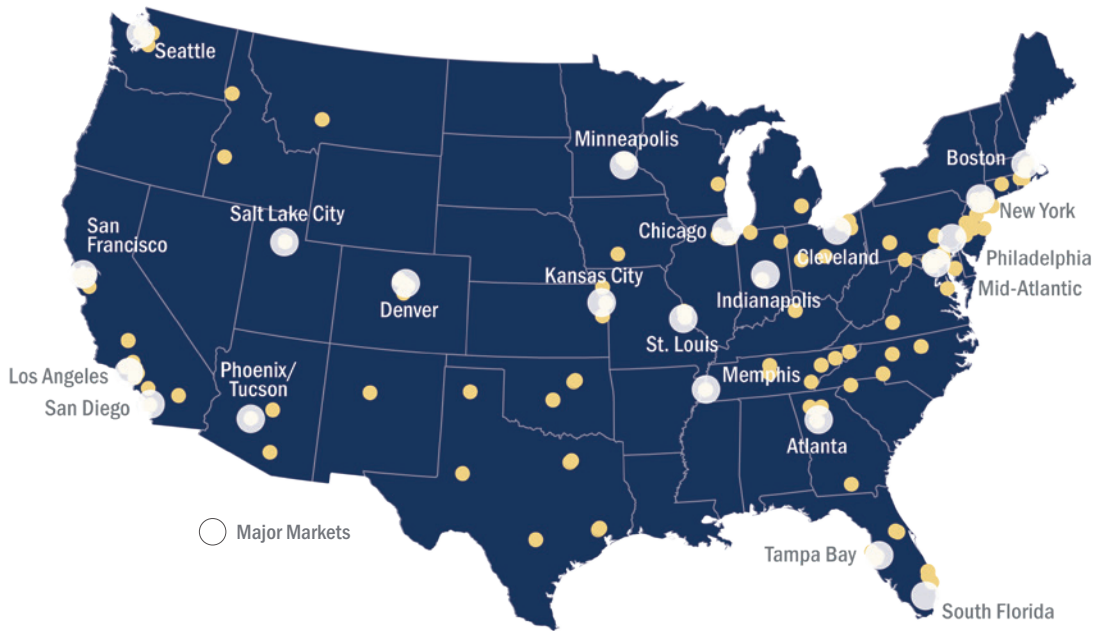 Seattle
Minneapolis
Boston
Salt Lake City
New York
San
Francisco
Chicago
Cleveland
Philadelphia
Kansas City
Mid-Atlantic
Indianapolis
Denver
St. Louis
Los Angeles
Phoenix/
Tucson
Memphis
San Diego
Atlanta
Major Markets
Tampa Bay
South Florida